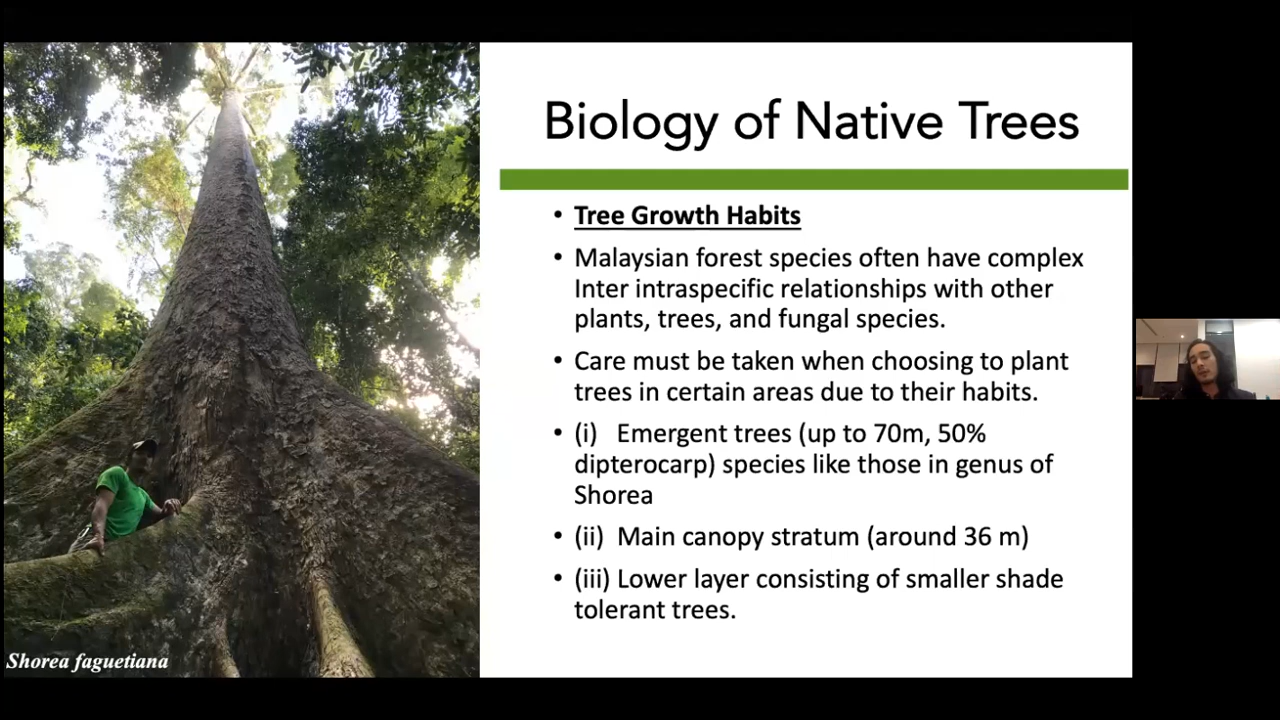 Biology of Native Trees
• Tree Growth Habits
• Malaysian forest species often have complex
Inter intraspecific relationships with other
plants, trees, and fungal species.
• Care must be taken when choosing to plant
trees in certain areas due to their habits.
• (i) Emergent trees (up to 70m, 50%
dipterocarp) species like those in genus of
Shorea
• (ii) Main canopy stratum (around 36 m)
• (iii) Lower layer consisting of smaller shade
tolerant trees.
Shorea faguetiana